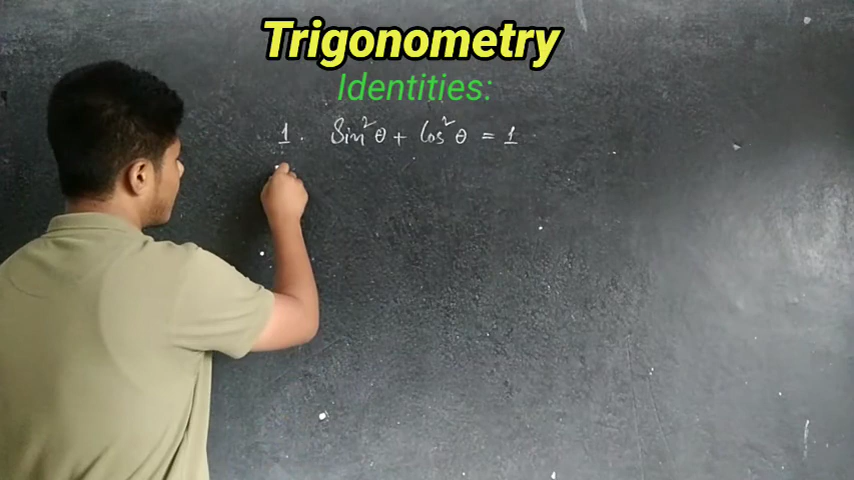 Trigonometry
Identities:
1. Sin²θ + Cos²θ = 1